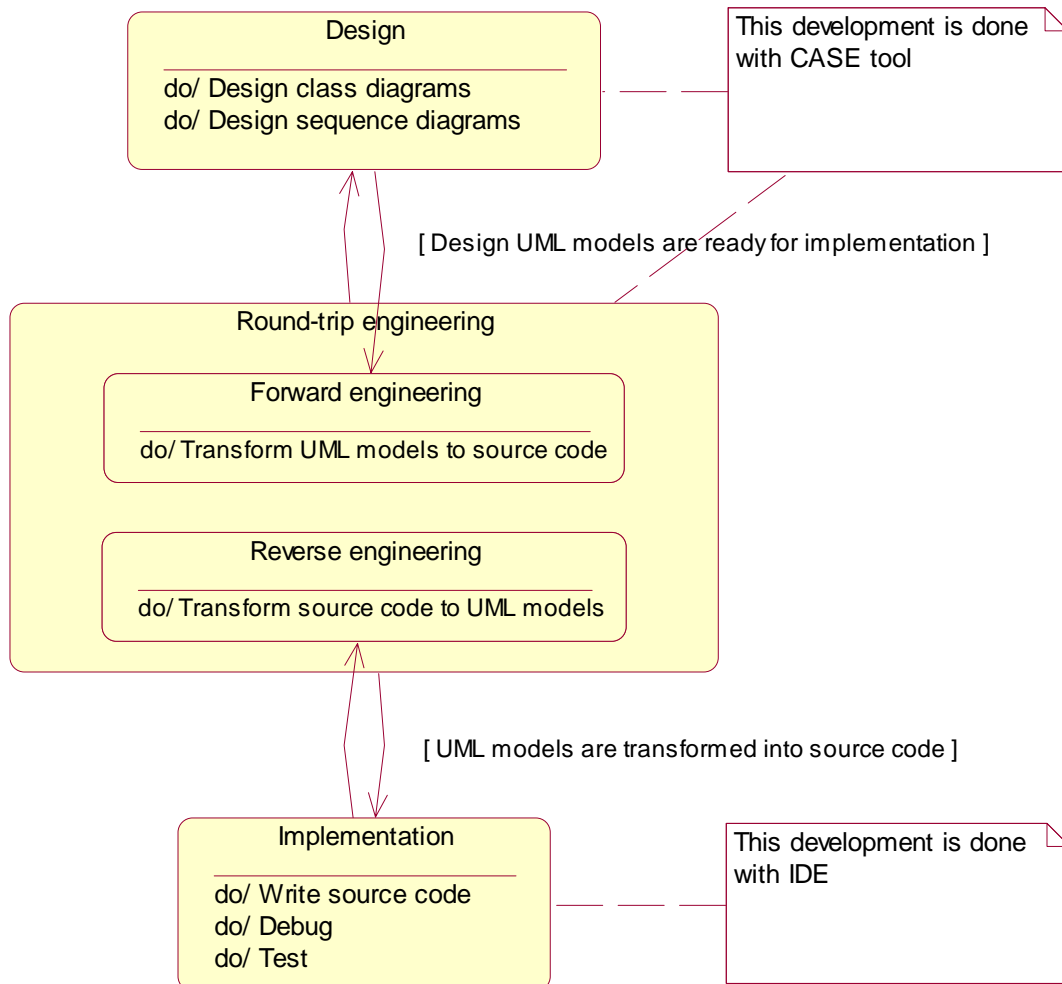 Design
do/ Design class diagrams
do/ Design sequence diagrams
This development is done
with CASE tool
[ Design UML models are ready for implementation ]
Round-trip engineering
Forward engineering
do/ Transform UML models to source code
Reverse engineering
do/ Transform source code to UML models
[ UML models are transformed into source code ]
Implementation
do/ Write source code
do/ Debug
do/ Test
This development is done
with IDE